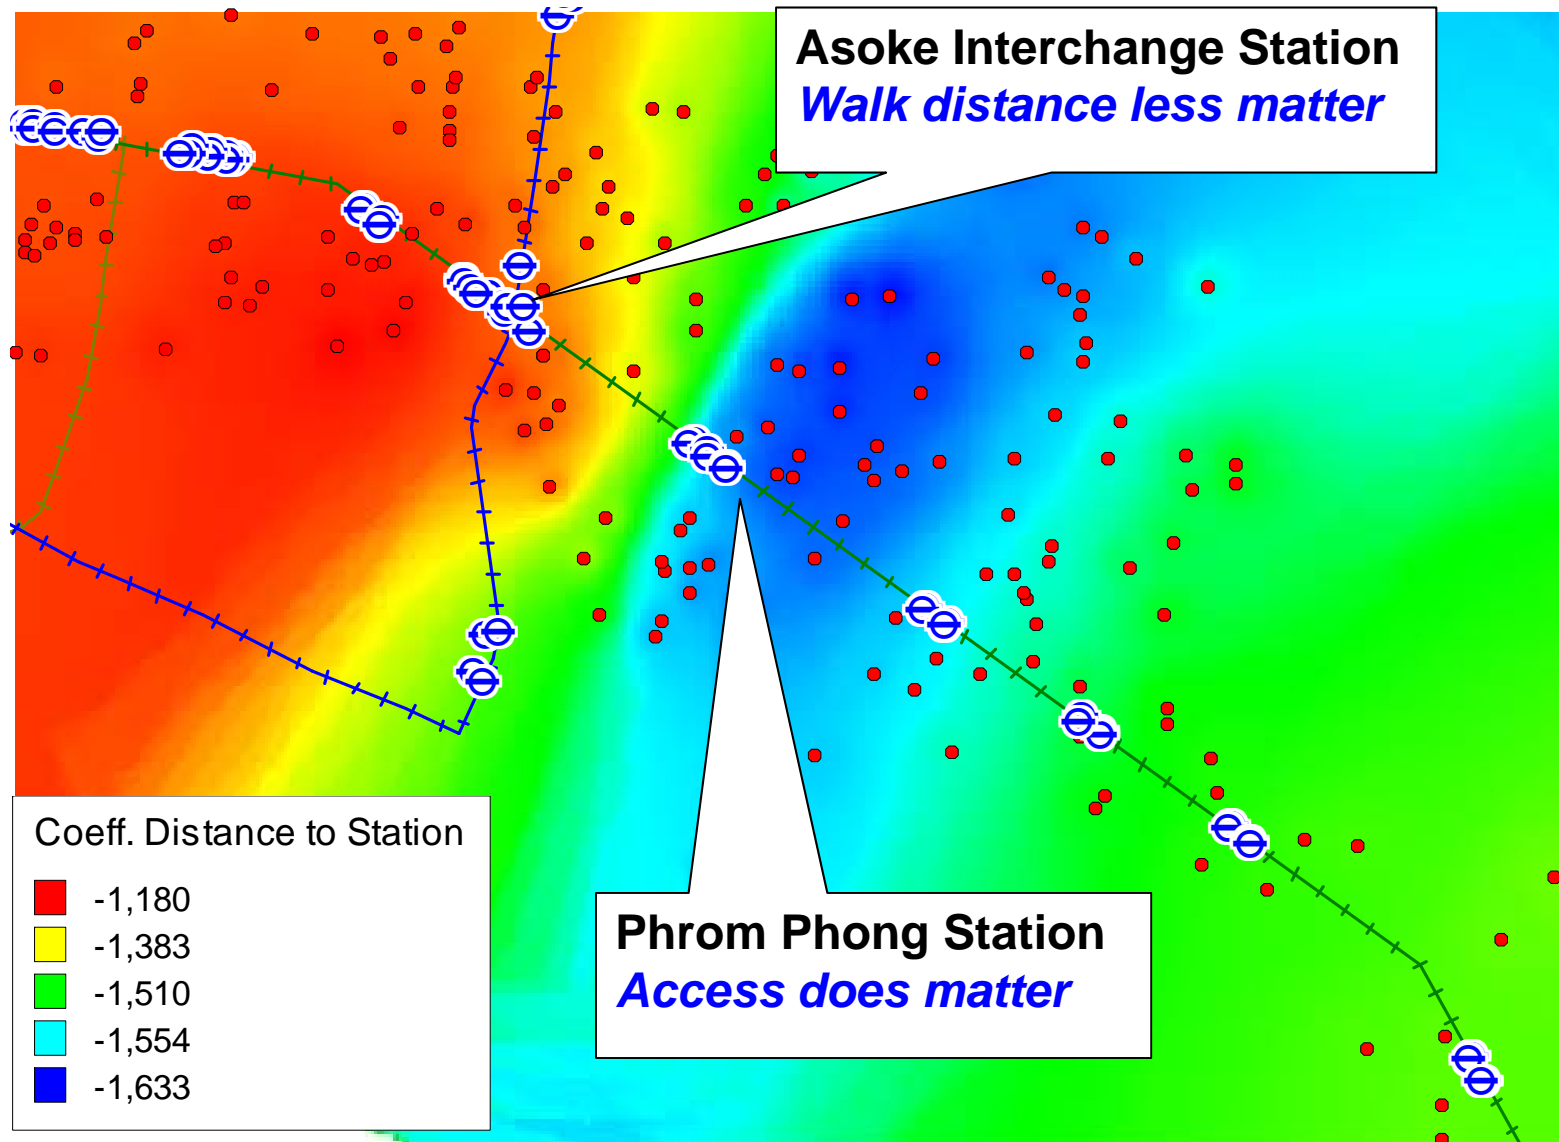 Asoke Interchange Station
Walk distance less matter
Phrom Phong Station
Access does matter
Coeff. Distance to Station
-1,180
-1,383
-1,510
-1,554
-1,633